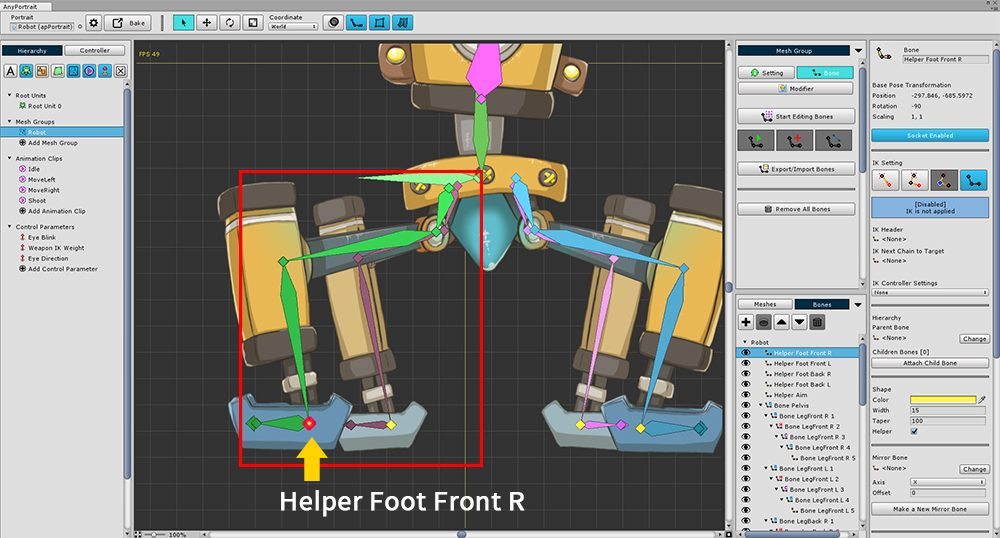 AnyPortrait
Portrait
Robot (apPortrait)
Bake
Coordinate
World
Hierarchy
Controller
Root Units
Root Unit 0
Mesh Groups
Robot
Add Mesh Group
Animation Clips
Idle
MoveLeft
MoveRight
Shoot
Add Animation Clip
Control Parameters
Eye Blink
Weapon IK Weight
Eye Direction
Add Control Parameter
FPS 49
Helper Foot Front R
100%
Mesh Group
Setting
Bone
Modifier
Start Editing Bones
Export/Import Bones
Remove All Bones
Meshes
Bones
Robot
Helper Foot Front R
Helper Foot Front L
Helper Foot Back R
Helper Foot Back L
Helper Aim
Bone Pelvis
Bone LegFront R 1
Bone LegFront R 2
Bone LegFront R 3
Bone LegFront R 4
Bone LegFront R 5
Bone LegFront L 1
Bone LegFront L 2
Bone LegFront L 3
Bone LegFront L 4
Bone LegFront L 5
Bone LegBack R 1
Bone
Helper Foot Front R
Base Pose Transformation
Position -297.846, -685.5972
Rotation -90
Scaling 1, 1
Socket Enabled
IK Setting
[Disabled]
IK is not applied
IK Header
<None>
IK Next Chain to Target
<None>
IK Controller Settings
None
Hierarchy
Parent Bone
<None>
Change
Children Bones [0]
Attach Child Bone
Shape
Color
Width 15
Taper 100
Helper
Mirror Bone
<None>
Change
Axis X
Offset 0
Make a New Mirror Bone